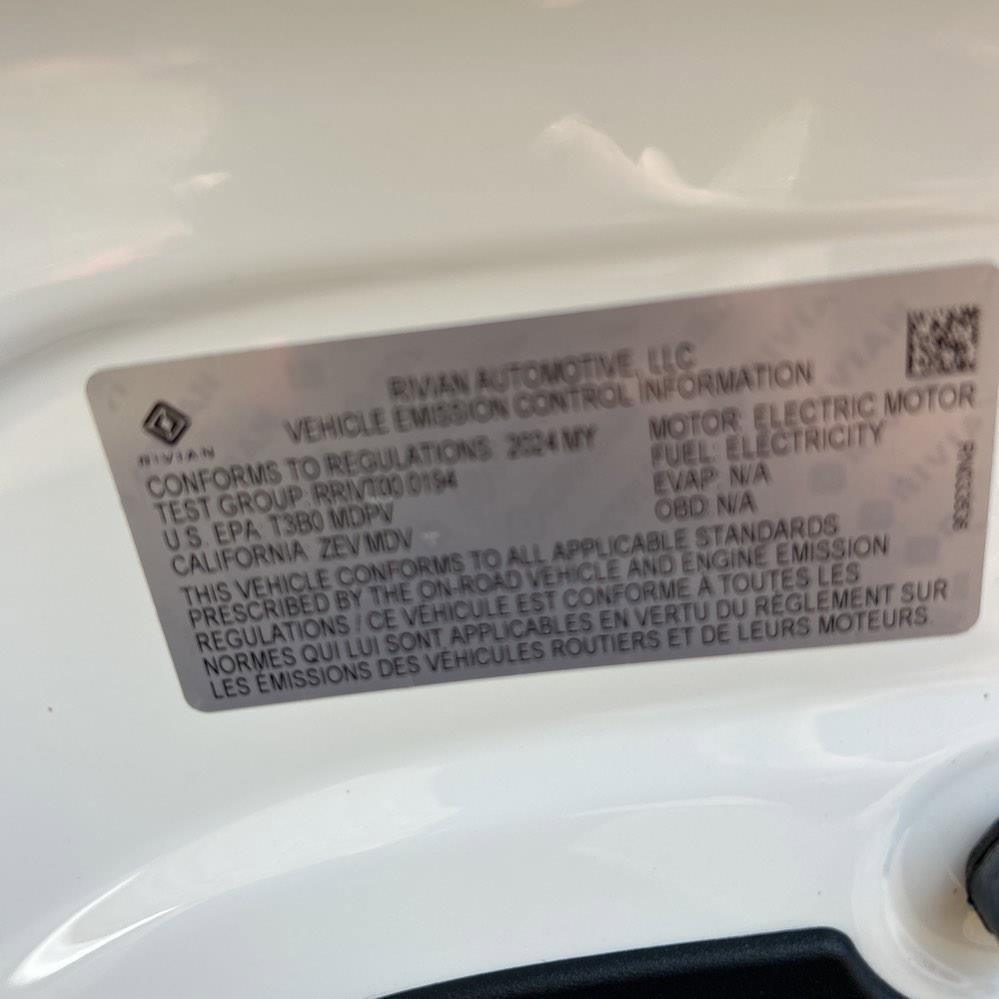 RIVIAN AUTOMOTIVE, LLC
VEHICLE EMISSION CONTROL INFORMATION
RIVIAN
CONFORMS TO REGULATIONS: 2024 MY
TEST GROUP: RRIVT00.0194
U.S. EPA: T3B0 MDPV
CALIFORNIA: ZEV MDV
MOTOR: ELECTRIC MOTOR
FUEL: ELECTRICITY
EVAP: N/A
OBD: N/A
THIS VEHICLE CONFORMS TO ALL APPLICABLE STANDARDS
PRESCRIBED BY THE ON-ROAD VEHICLE AND ENGINE EMISSION
REGULATIONS / CE VÉHICULE EST CONFORME À TOUTES LES
NORMES QUI LUI SONT APPLICABLES EN VERTU DU RÈGLEMENT SUR
LES ÉMISSIONS DES VÉHICULES ROUTIERS ET DE LEURS MOTEURS.